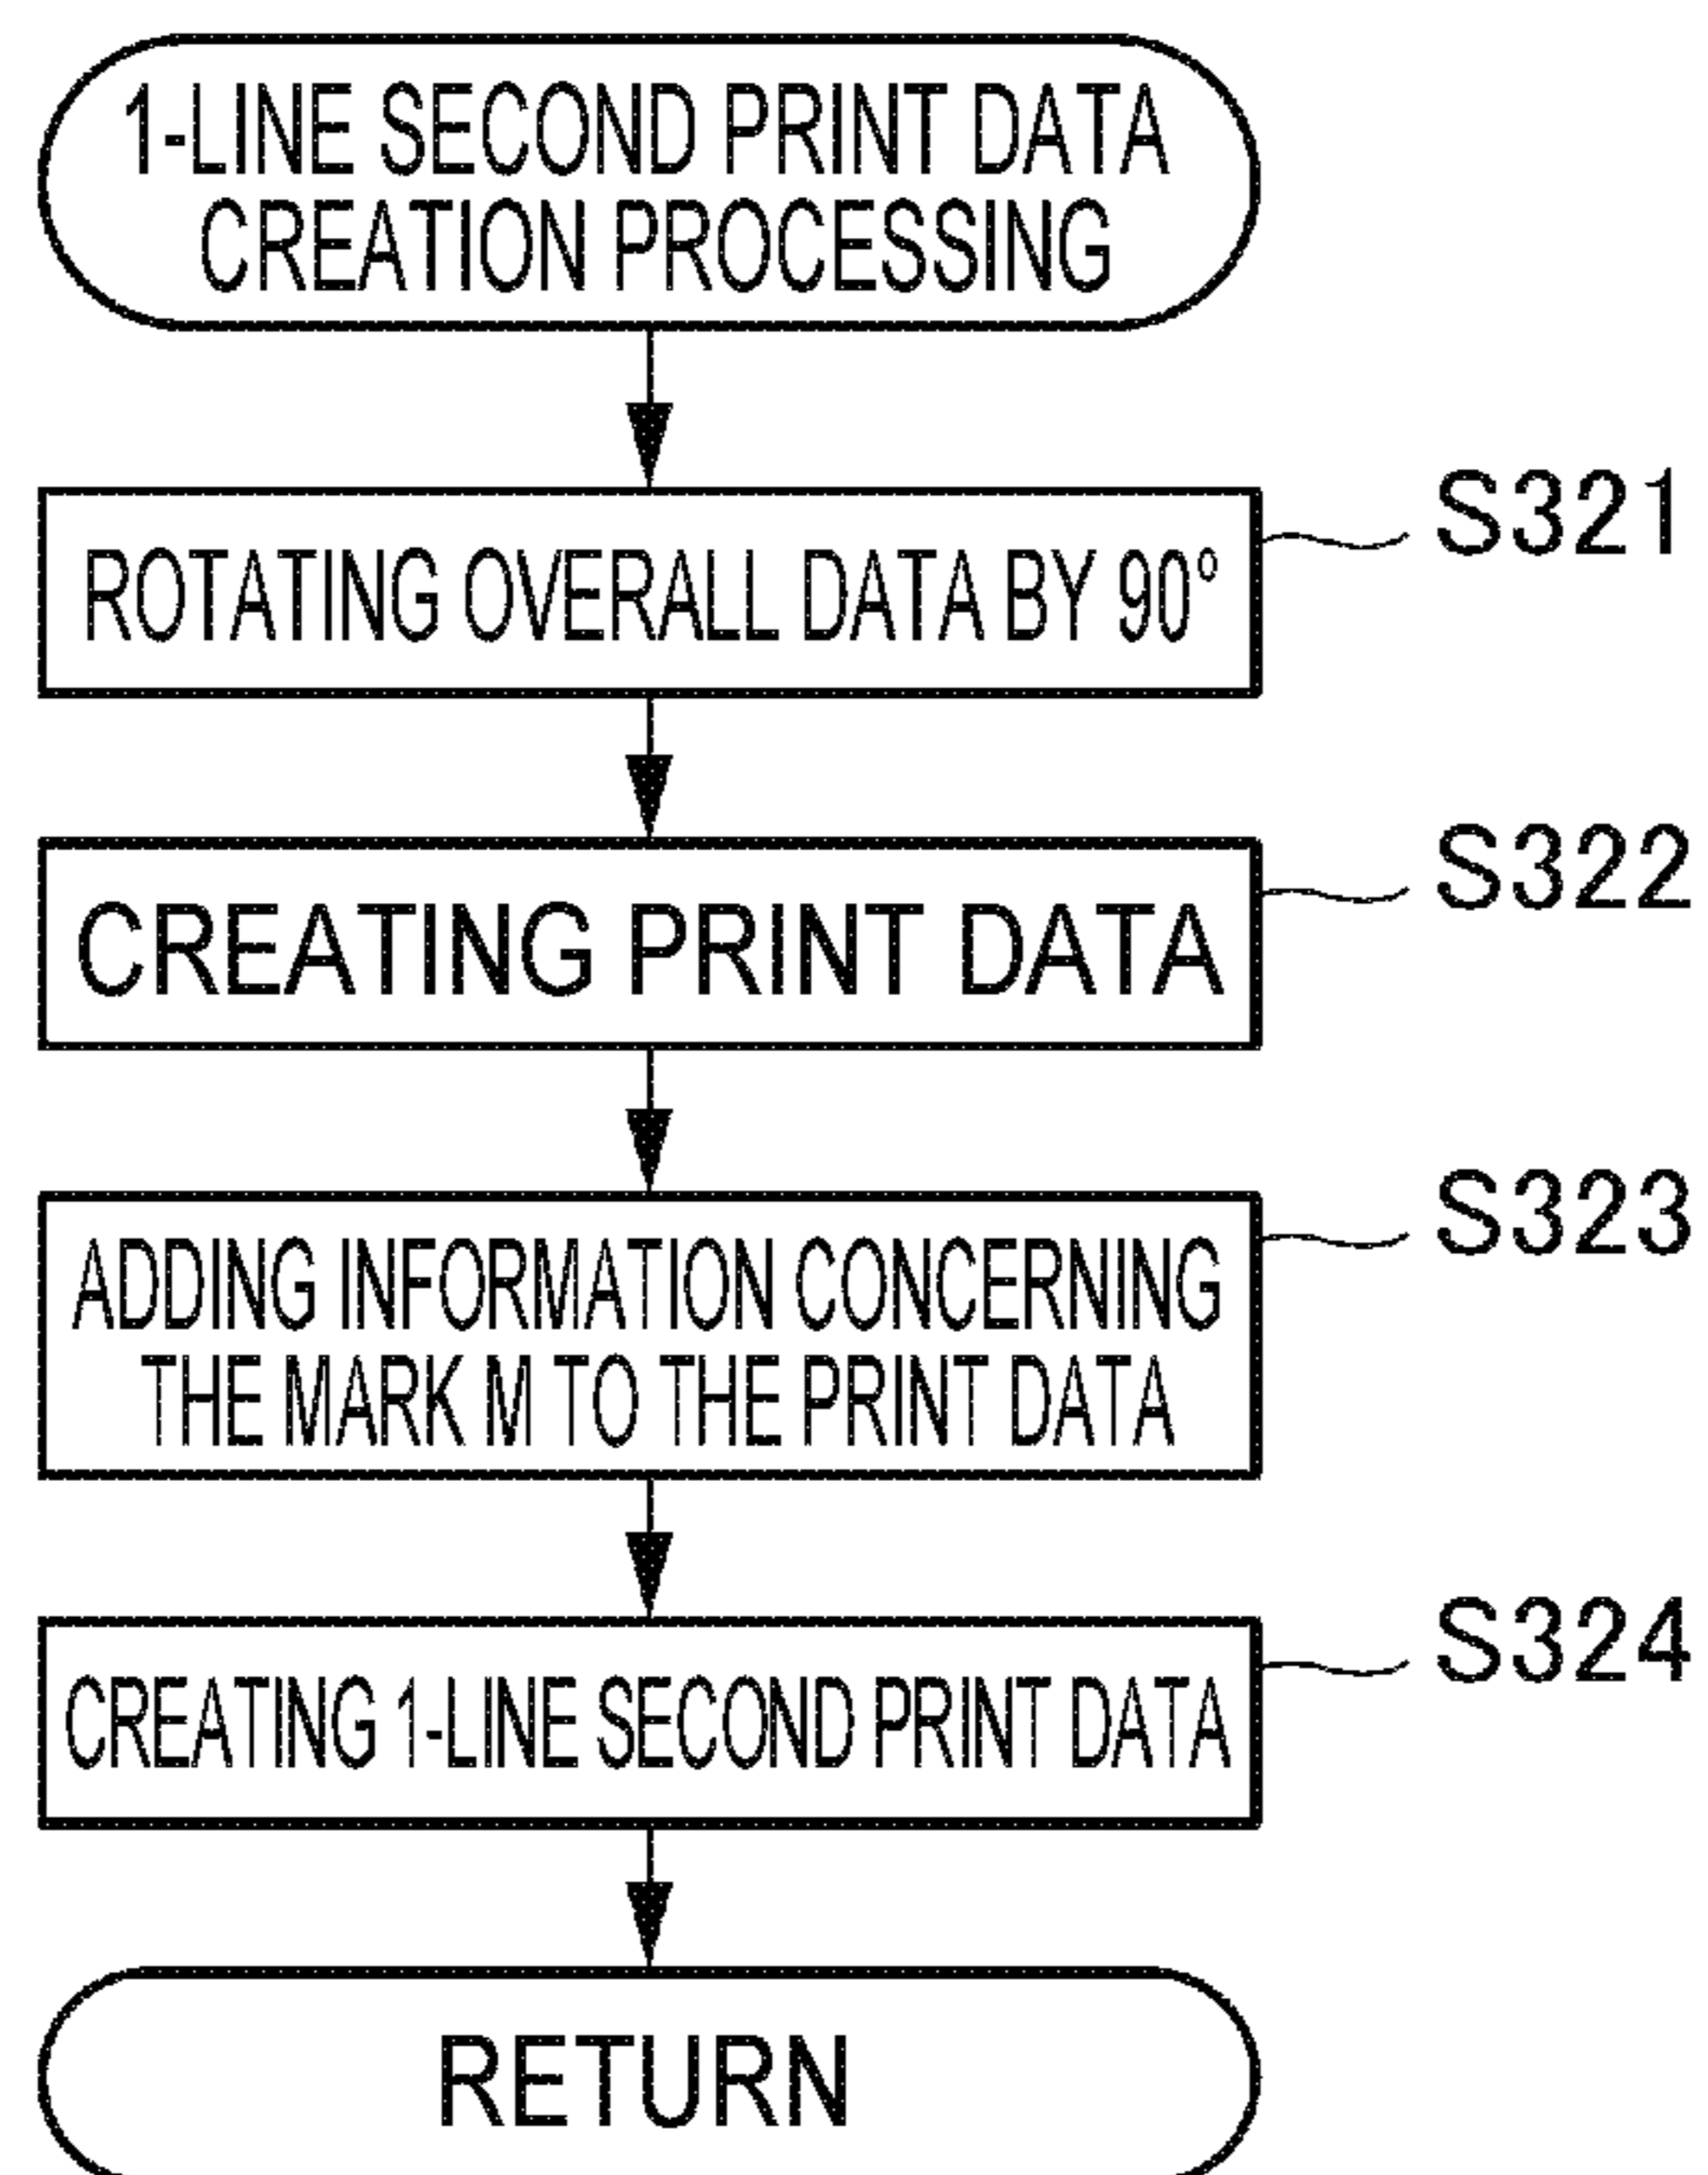 1-LINE SECOND PRINT DATA
CREATION PROCESSING
S321
ROTATING OVERALL DATA BY 90°
S322
CREATING PRINT DATA
S323
ADDING INFORMATION CONCERNING
THE MARK M TO THE PRINT DATA
S324
CREATING 1-LINE SECOND PRINT DATA
RETURN